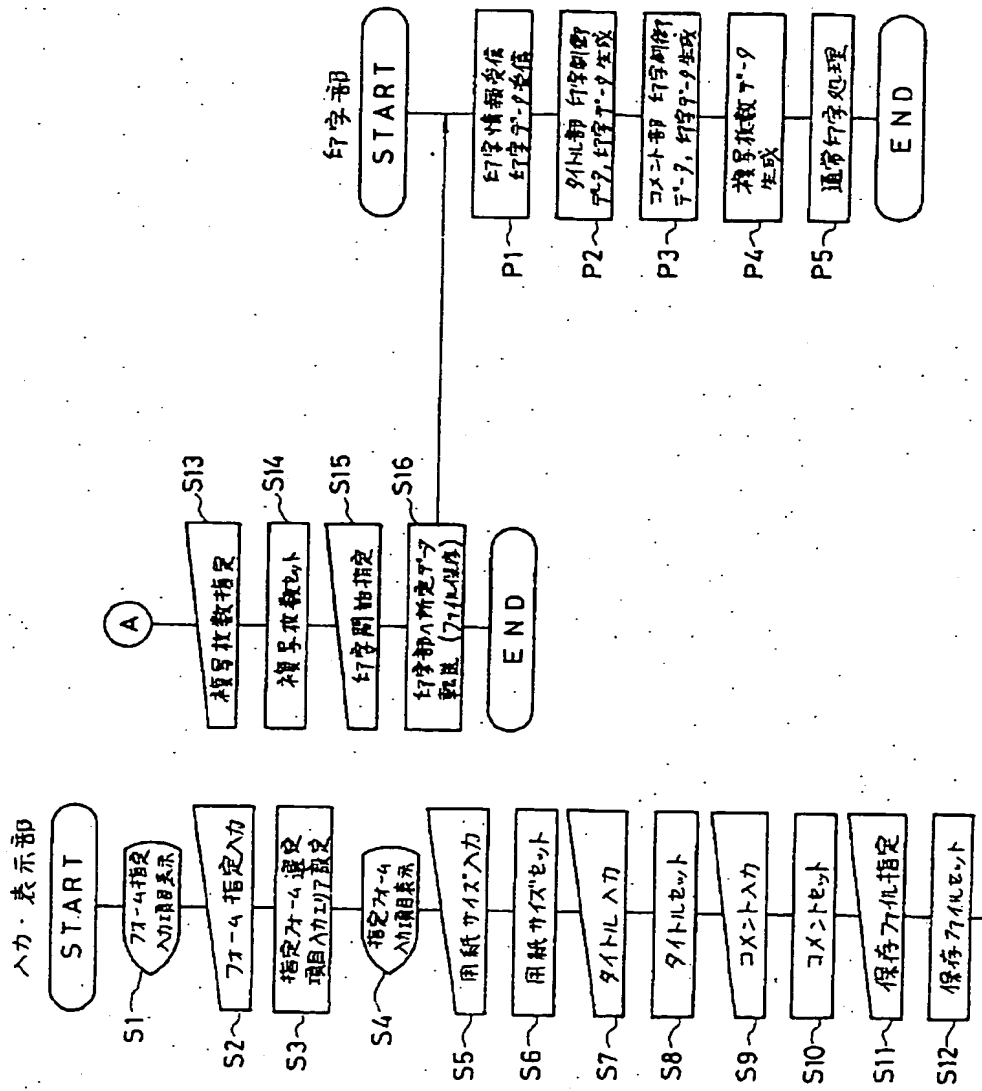 入力・表示部
START
S1
フォーム指定
入力項目表示
S2
フォーム指定入力
S3
指定フォーム選定
項目入力エリア設定
S4
指定フォーム
入力項目表示
S5
用紙サイズ入力
S6
用紙サイズセット
S7
タイトル入力
S8
タイトルセット
S9
コメント入力
S10
コメントセット
S11
保存ファイル指定
S12
保存ファイルセット
A
複写枚数指定
S13
複写枚数セット
S14
印字開始指定
S15
印字部へ所定データ
転送(ファイル保存)
S16
END
印字部
START
P1
印字情報受信
印字データ受信
P2
タイトル部 印字制御
データ,印字データ生成
P3
コメント部 印字制御
データ,印字データ生成
P4
複写枚数データ
生成
P5
通常印字処理
END